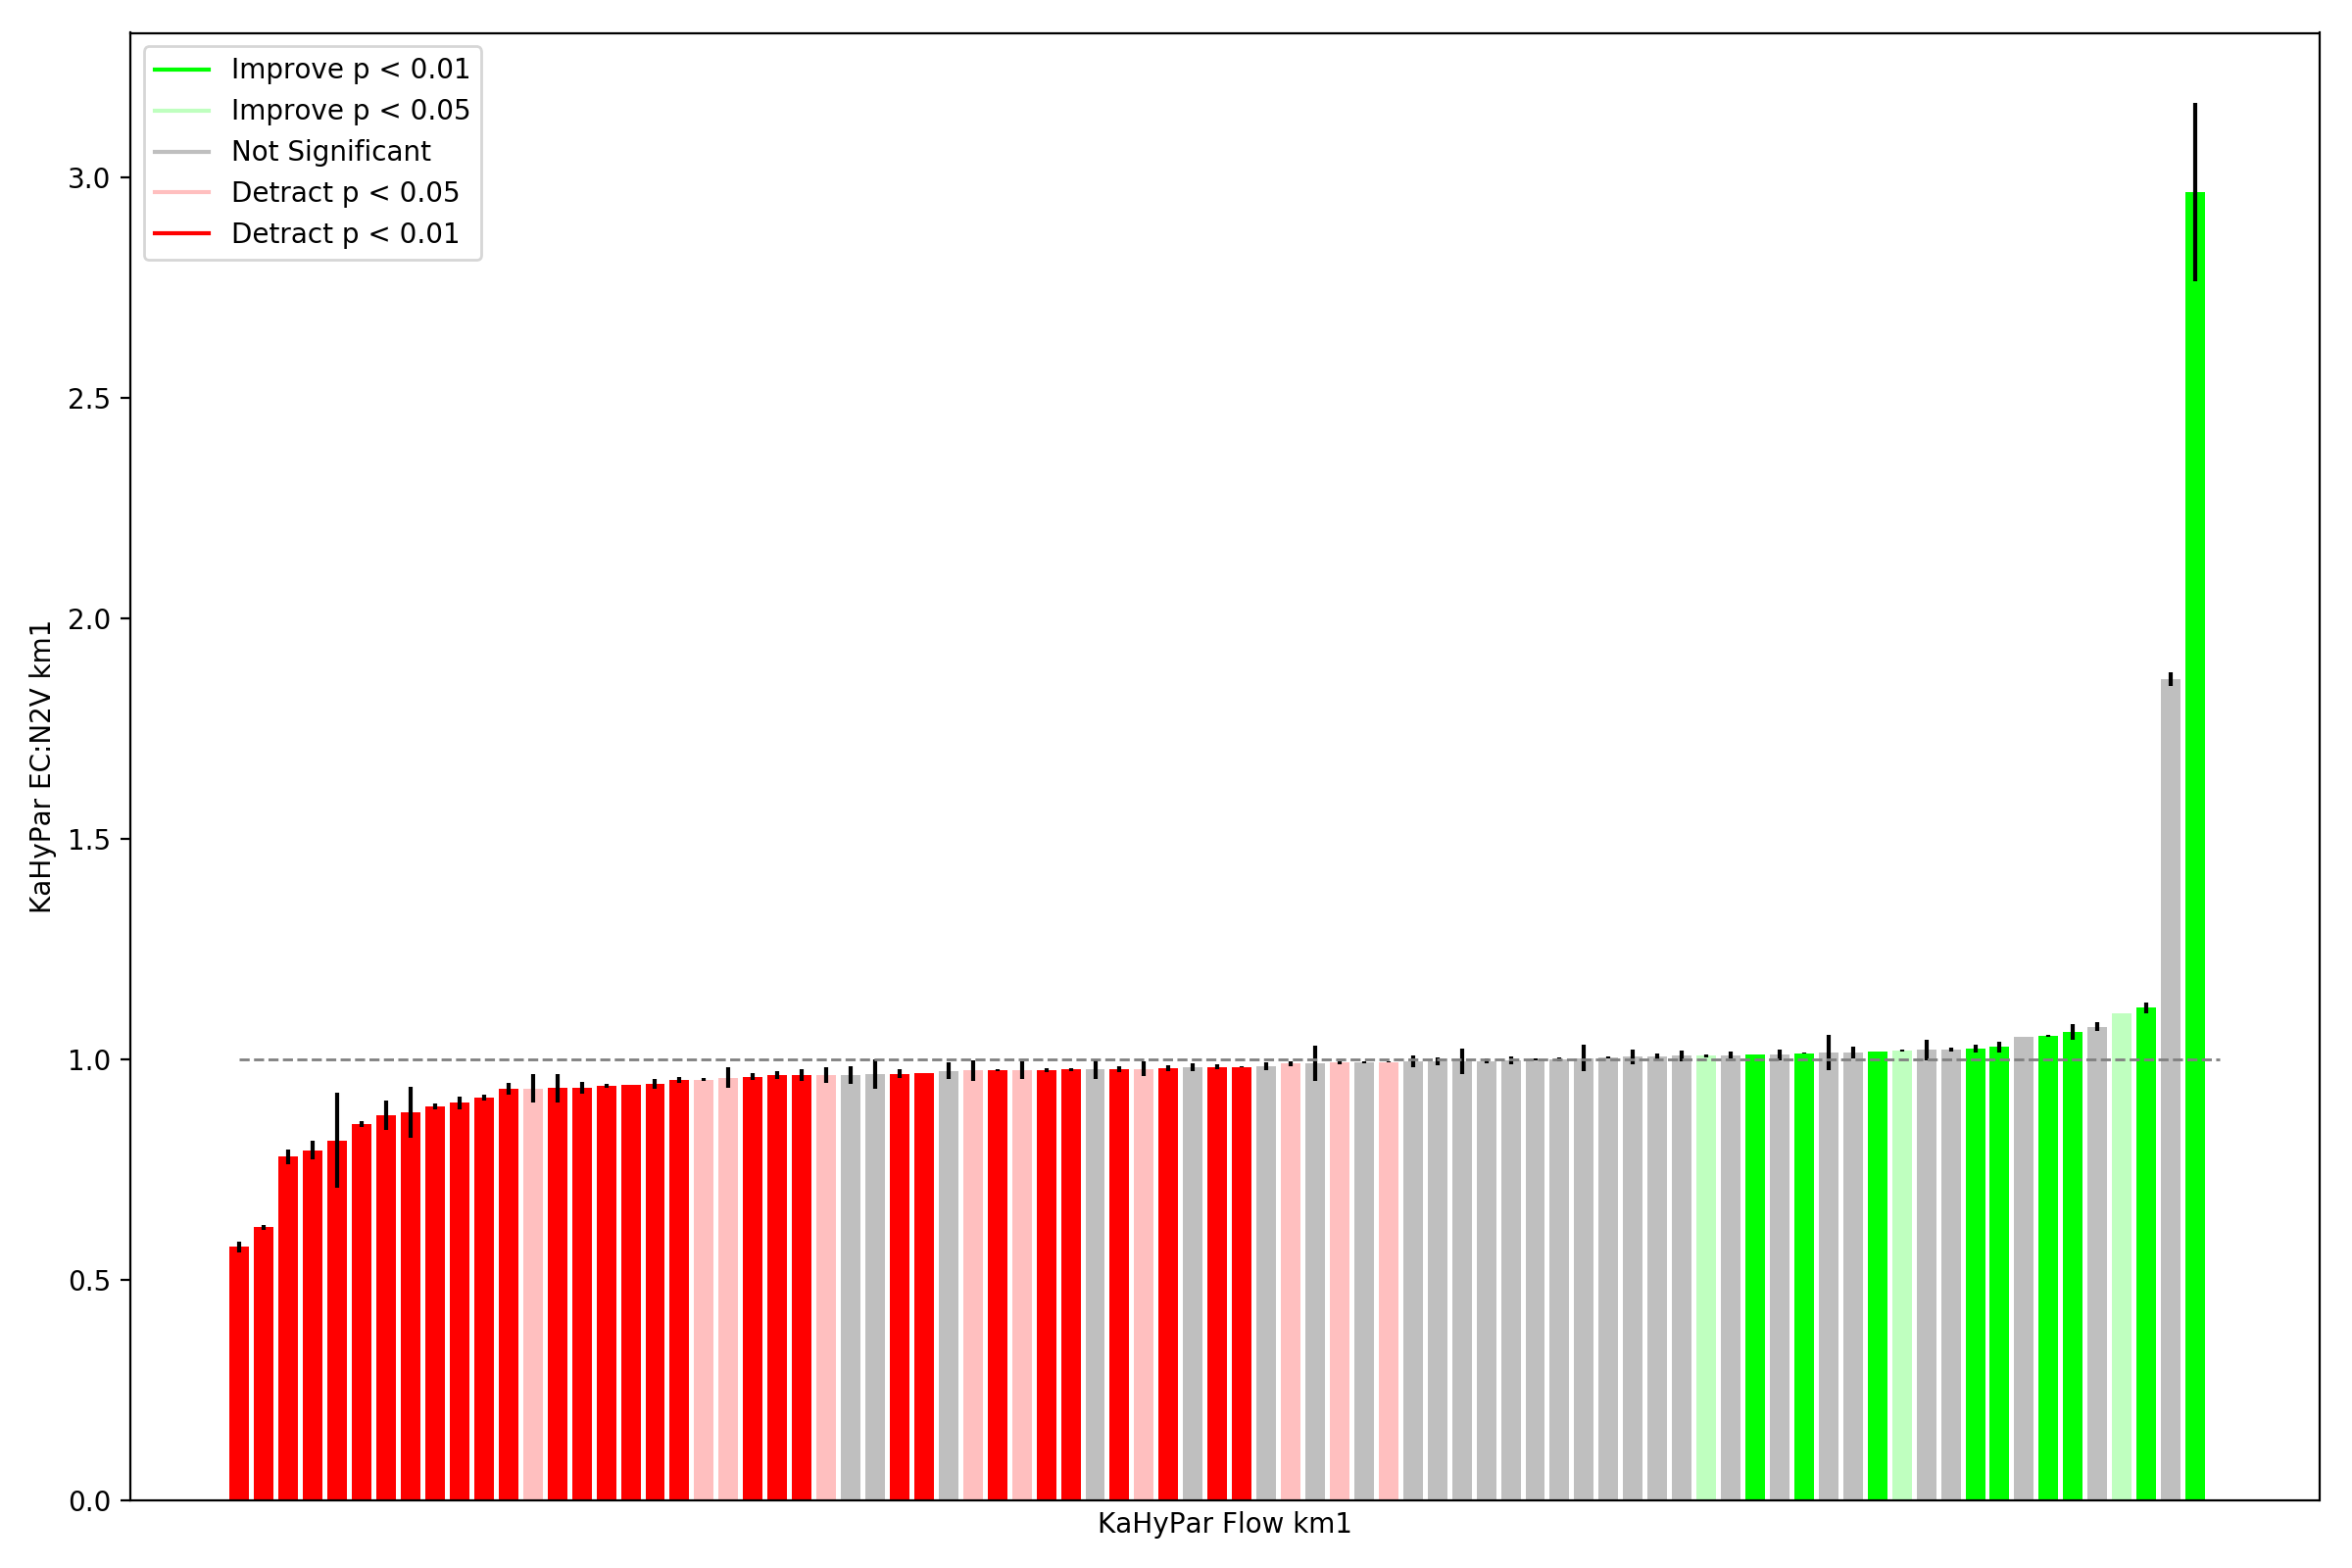 Improve p < 0.01
Improve p < 0.05
Not Significant
Detract p < 0.05
Detract p < 0.01
3.0
2.5
2.0
1.5
1.0
0.5
0.0
KaHyPar EC:N2V km1
KaHyPar Flow km1